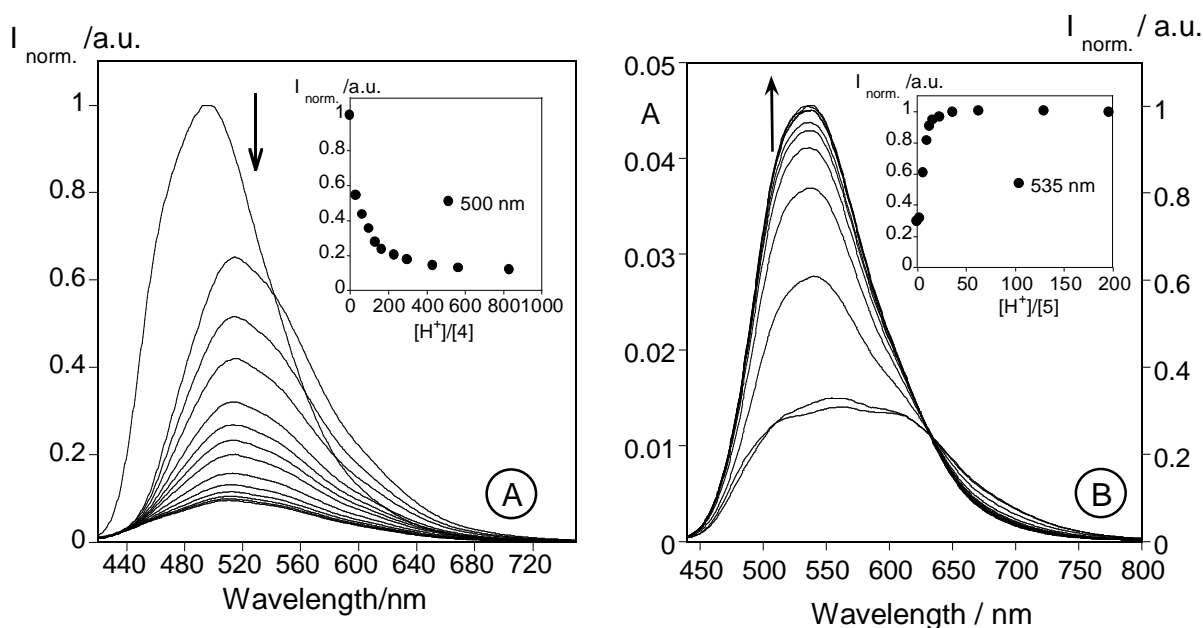 I norm. /a.u.
1
0.8
0.6
0.4
0.2
0
440 480 520 560 600 640 680 720
Wavelength/nm
I norm. /a.u.
1
0.8
0.6
0.4
0.2
0
0 200 400 600 800 1000
[H+]/[4]
500 nm
A
I norm. / a.u.
0.05
0.04
0.03
0.02
0.01
0
A
1
0.8
0.6
0.4
0.2
0
450 500 550 600 650 700 750 800
Wavelength / nm
I norm. /a.u.
1
0.8
0.6
0.4
0.2
0
0 50 100 150 200
[H+]/[5]
535 nm
B